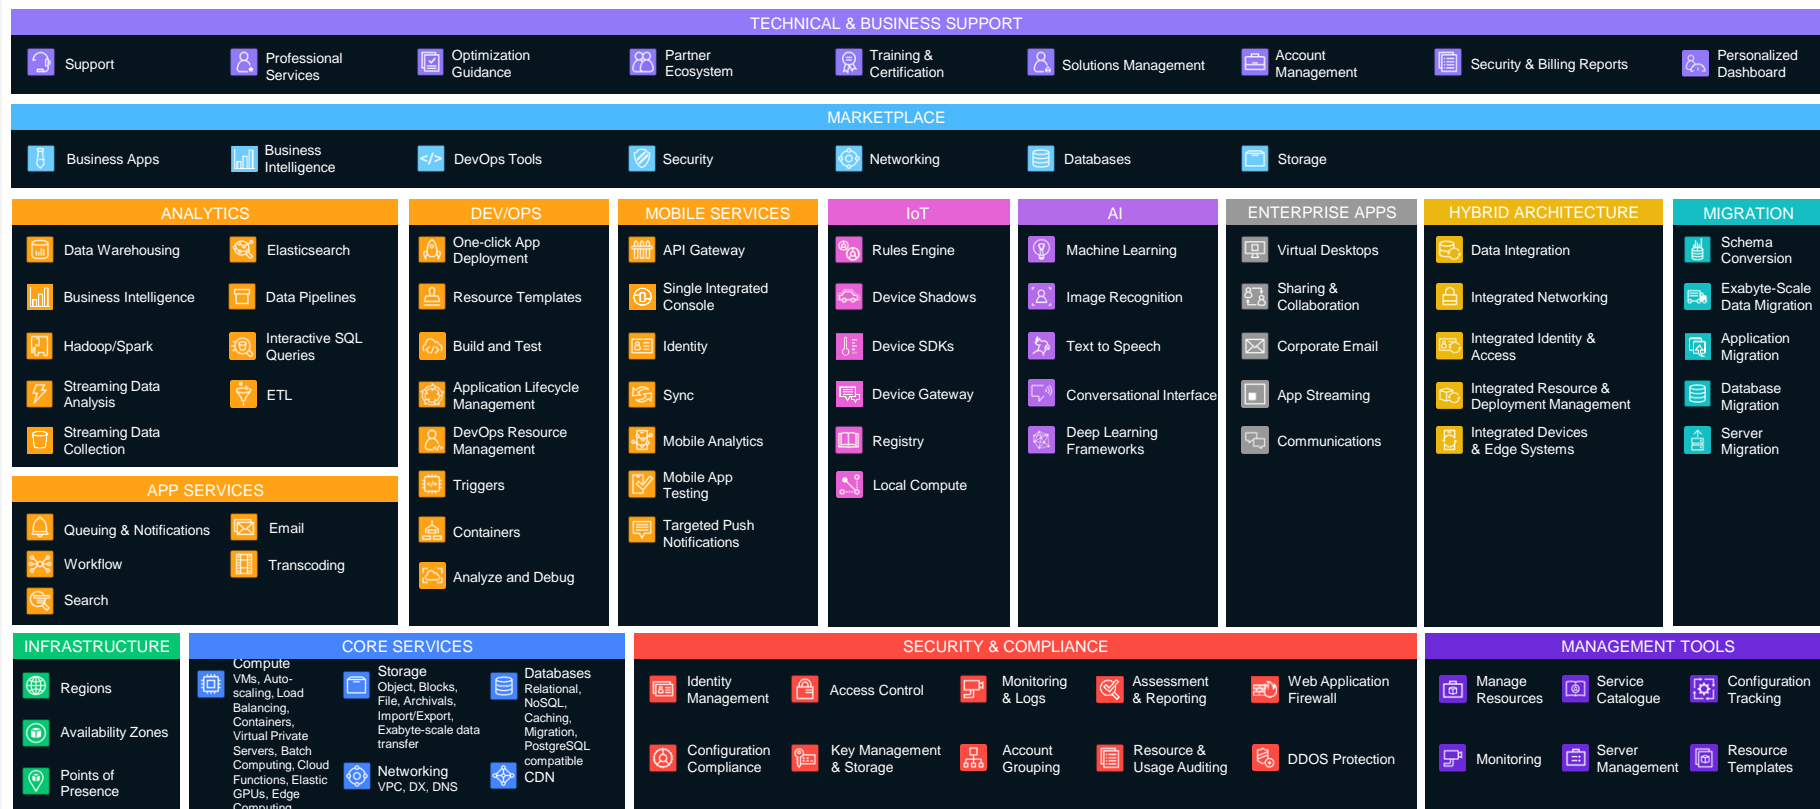 TECHNICAL & BUSINESS SUPPORT
Support
Professional
Services
Optimization
Guidance
Partner
Ecosystem
Training &
Certification
Solutions Management
Account
Management
Security & Billing Reports
Personalized
Dashboard
MARKETPLACE
Business Apps
Business
Intelligence
DevOps Tools
Security
Networking
Databases
Storage
ANALYTICS
Data Warehousing
Business Intelligence
Hadoop/Spark
Streaming Data
Analysis
Streaming Data
Collection
Elasticsearch
Data Pipelines
Interactive SQL
Queries
ETL
APP SERVICES
Queuing & Notifications
Workflow
Search
Email
Transcoding
DEV/OPS
One-click App
Deployment
Resource Templates
Build and Test
Application Lifecycle
Management
DevOps Resource
Management
Triggers
Containers
Analyze and Debug
MOBILE SERVICES
API Gateway
Single Integrated
Console
Identity
Sync
Mobile Analytics
Mobile App
Testing
Targeted Push
Notifications
IoT
Rules Engine
Device Shadows
Device SDKs
Device Gateway
Registry
Local Compute
AI
Machine Learning
Image Recognition
Text to Speech
Conversational Interface
Deep Learning
Frameworks
ENTERPRISE APPS
Virtual Desktops
Sharing &
Collaboration
Corporate Email
App Streaming
Communications
HYBRID ARCHITECTURE
Data Integration
Integrated Networking
Integrated Identity &
Access
Integrated Resource &
Deployment Management
Integrated Devices
& Edge Systems
MIGRATION
Schema
Conversion
Exabyte-Scale
Data Migration
Application
Migration
Database
Migration
Server
Migration
INFRASTRUCTURE
Regions
Availability Zones
Points of
Presence
CORE SERVICES
Compute
VMs, Auto-
scaling, Load
Balancing,
Containers,
Virtual Private
Servers, Batch
Computing, Cloud
Functions, Elastic
GPUs, Edge
Computing
Storage
Object, Blocks,
File, Archivals,
Import/Export,
Exabyte-scale data
transfer
Networking
VPC, DX, DNS
Databases
Relational,
NoSQL,
Caching,
Migration,
PostgreSQL
compatible
CDN
SECURITY & COMPLIANCE
Identity
Management
Access Control
Monitoring
& Logs
Assessment
& Reporting
Web Application
Firewall
Configuration
Compliance
Key Management
& Storage
Account
Grouping
Resource &
Usage Auditing
DDOS Protection
MANAGEMENT TOOLS
Manage
Resources
Service
Catalogue
Configuration
Tracking
Monitoring
Server
Management
Resource
Templates